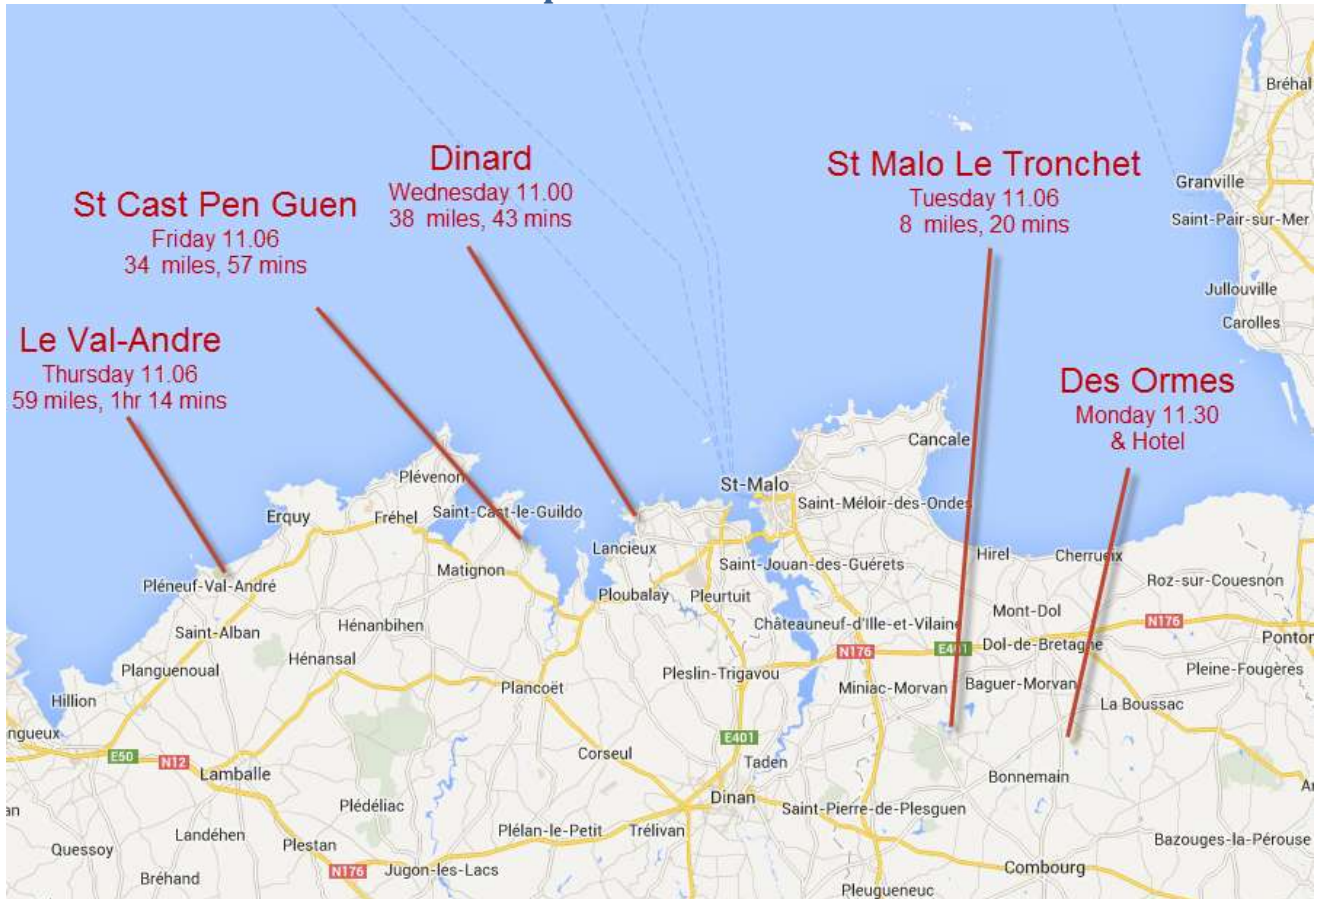 Bréhal
Dinard
Wednesday 11.00
38 miles, 43 mins
St Malo Le Tronchet
Tuesday 11.06
8 miles, 20 mins
Granville
St Cast Pen Guen
Friday 11.06
34 miles, 57 mins
Saint-Pair-sur-Mer
Jullouville
Carolles
Le Val-Andre
Thursday 11.06
59 miles, 1hr 14 mins
Des Ormes
Monday 11.30
& Hotel
Cancale
Plévenon
St-Malo
Saint-Méloir-des-Ondes
Erquy
Fréhel
Saint-Cast-le-Guildo
Lancieux
Saint-Jouan-des-Guérets
Hirel
Cherrueix
Matignon
Pléneuf-Val-André
Ploubalay
Pleurtuit
Roz-sur-Couesnon
Mont-Dol
N176
Saint-Alban
Hénanbihen
Châteauneuf-d'Ille-et-Vilaine
Pontor
N176
E401
Dol-de-Bretagne
Hénansal
Planguenoual
Pleslin-Trigavou
Pleine-Fougères
Hillion
Plancoët
Miniac-Morvan
Baguer-Morvan
La Boussac
ngueux
E50
N12
E401
Corseul
Taden
Lamballe
Bonnemain
Plédéliac
Dinan
Saint-Pierre-de-Plesguen
an
Landéhen
Plélan-le-Petit
Trélivan
Bazouges-la-Pérouse
Quessoy
Plestan
N176
Jugon-les-Lacs
Combourg
Bréhand
Pleugueneuc